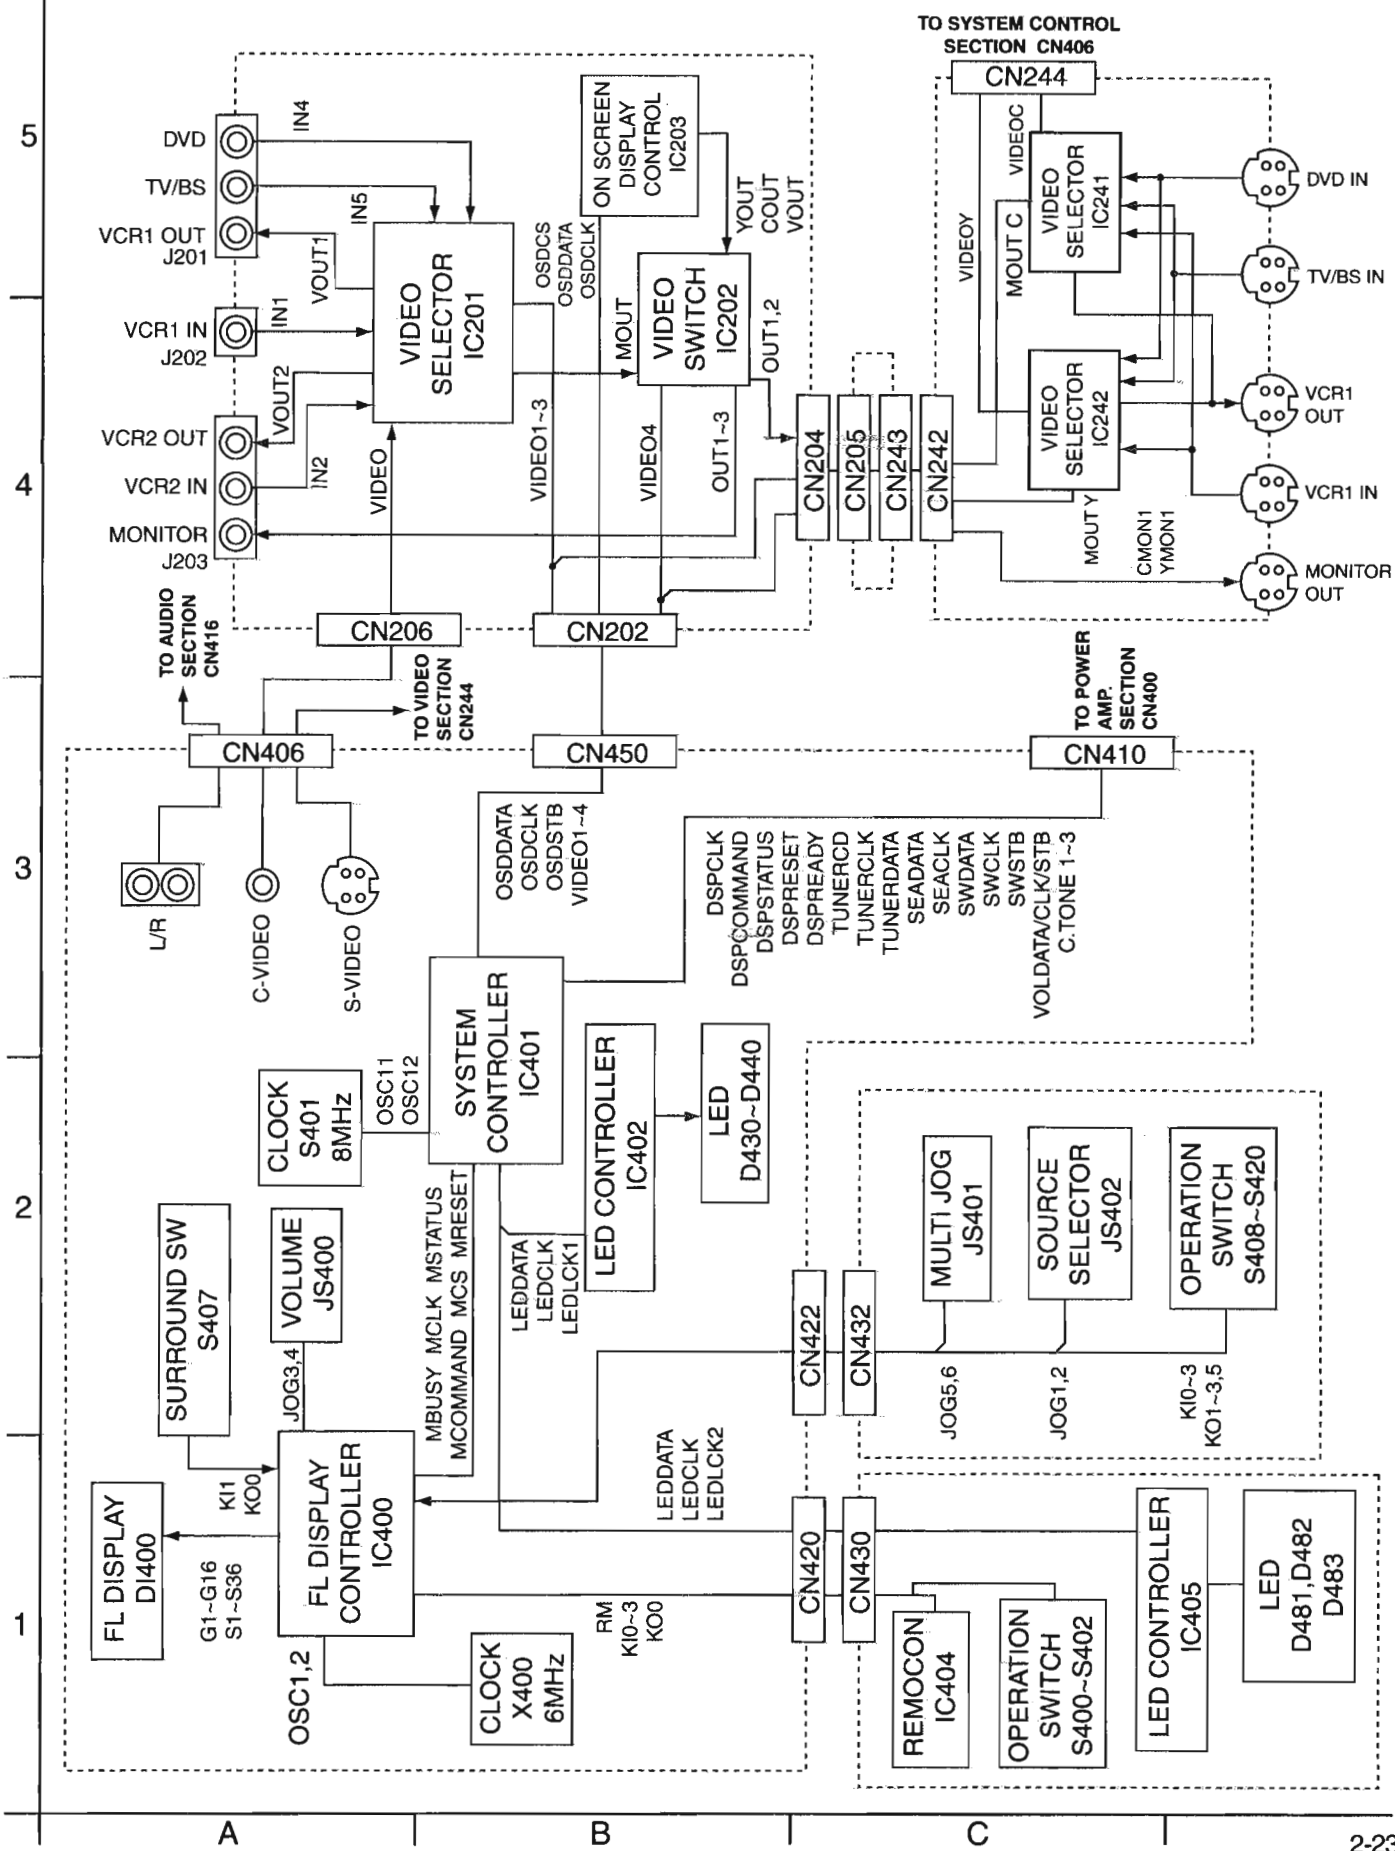 TO SYSTEM CONTROL
SECTION CN406
CN244
5
DVD
TV/BS
VCR1 OUT
J201
IN4
IN5
VOUT1
VCR1 IN
J202
IN1
VIDEO
SELECTOR
IC201
VOUT2
VCR2 OUT
VCR2 IN
MONITOR
J203
IN2
VIDEO
4
ON SCREEN
DISPLAY
CONTROL
IC203
OSDCS
OSDDATA
OSDCLK
YOUT
COUT
VOUT
MOUT
VIDEO
SWITCH
IC202
OUT1,2
VIDEO1~3
VIDEO4
OUT1~3
CN204
CN205
CN243
CN242
VIDEOC
VIDEOY
MOUT C
VIDEO
SELECTOR
IC241
VIDEO
SELECTOR
IC242
MOUT Y
CMON1
YMON1
DVD IN
TV/BS IN
VCR1
OUT
VCR1 IN
MONITOR
OUT
CN206
CN202
TO AUDIO
SECTION
CN416
TO VIDEO
SECTION
CN244
TO POWER
AMP.
SECTION
CN400
CN406
CN450
CN410
3
L/R
C-VIDEO
S-VIDEO
OSDDATA
OSDCLK
OSDSTB
VIDEO1~4
DSPCLK
DSPCOMMAND
DSPSTATUS
DSPRESET
DSPREADY
TUNERCD
TUNERCLK
TUNERDATA
SEADATA
SEACLK
SWDATA
SWCLK
SWSTB
VOLDATA/CLK/STB
C.TONE 1~3
SYSTEM
CONTROLLER
IC401
OSC11
OSC12
CLOCK
S401
8MHz
LED CONTROLLER
IC402
LED
D430~D440
2
SURROUND SW
S407
VOLUME
JS400
JOG3,4
MBUSY MCLK MSTATUS
MCOMMAND MCS MRESET
LEDDATA
LEDCLK
LEDLCK1
MULTI JOG
JS401
SOURCE
SELECTOR
JS402
OPERATION
SWITCH
S408~S420
CN422
CN432
JOG5,6
JOG1,2
KI0~3
KO1~3,5
KI1
KO0
FL DISPLAY
CONTROLLER
IC400
FL DISPLAY
DI400
G1~G16
S1~S36
LEDDATA
LEDCLK
LEDLCK2
CN420
CN430
1
OSC1,2
CLOCK
X400
6MHz
RM
KI0~3
KO0
REMOCON
IC404
OPERATION
SWITCH
S400~S402
LED CONTROLLER
IC405
LED
D481,D482
D483
A
B
C
2-23